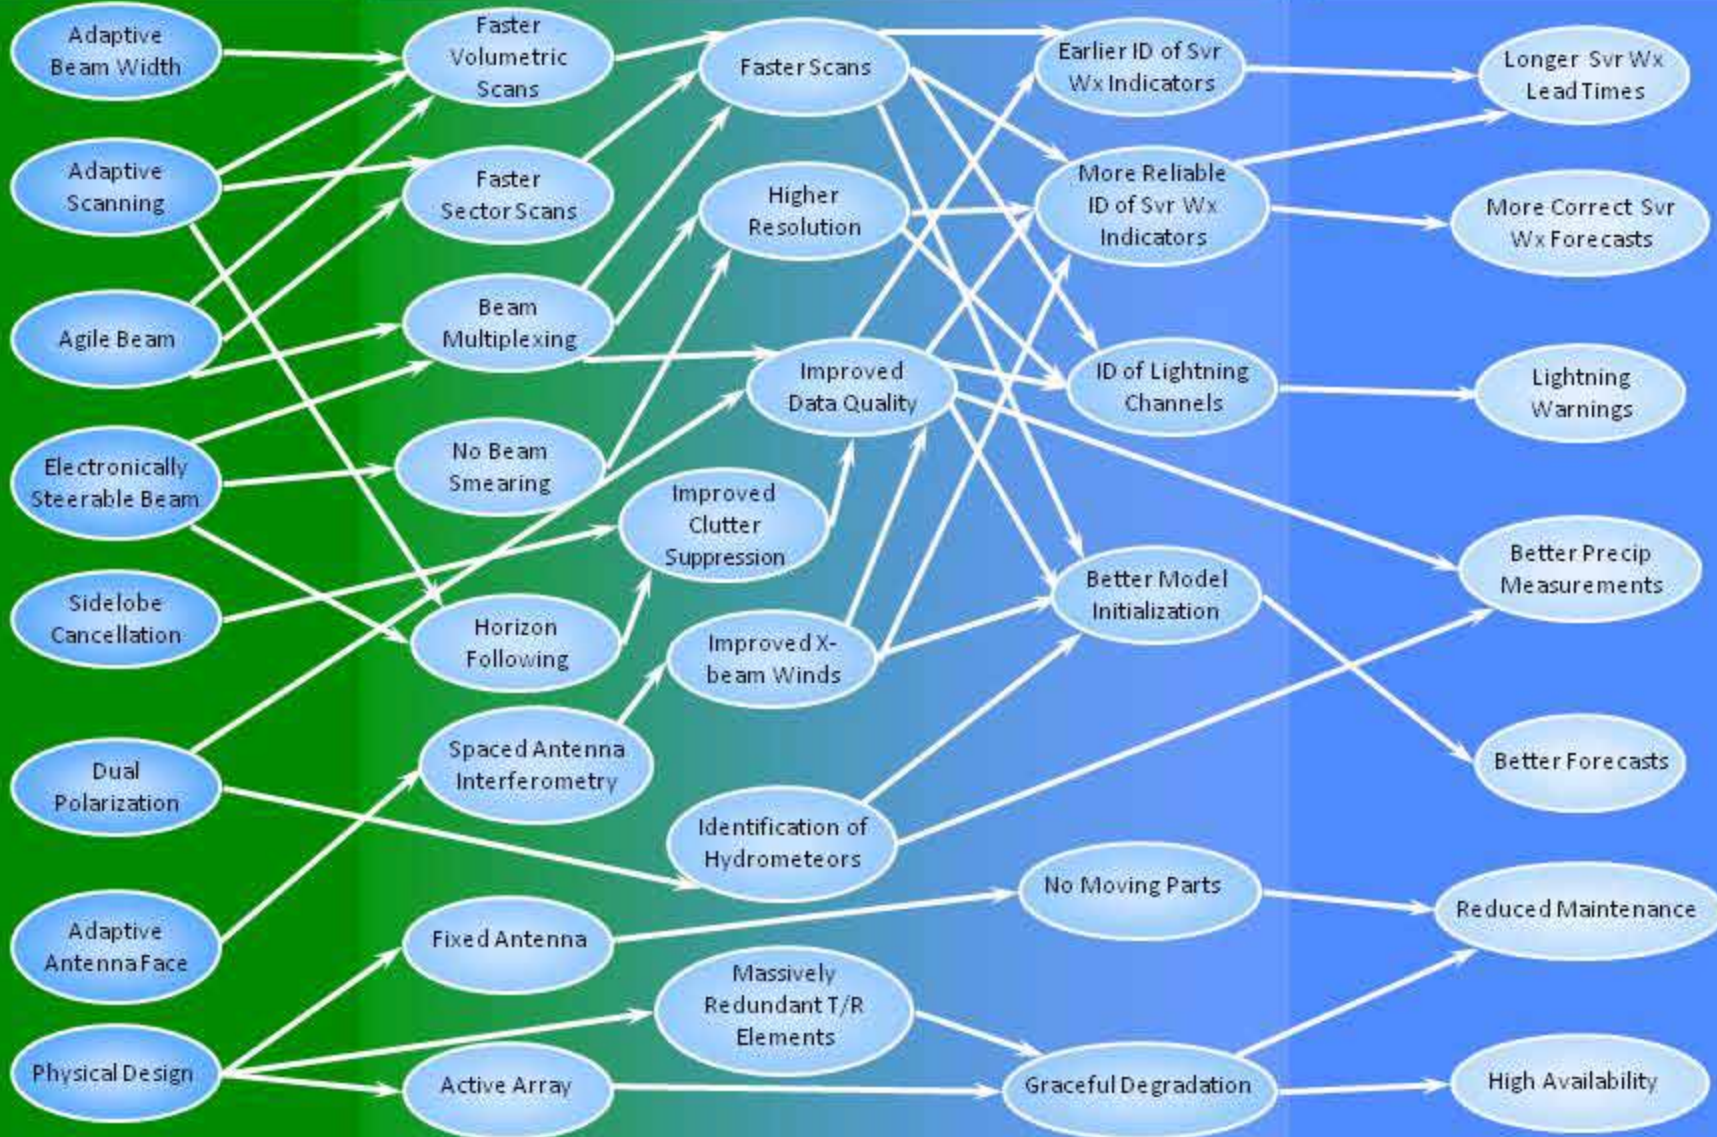 Adaptive
Beam Width
Adaptive
Scanning
Agile Beam
Electronically
Steerable Beam
Sidelobe
Cancellation
Dual
Polarization
Adaptive
Antenna Face
Physical Design
Faster
Volumetric
Scans
Faster
Sector Scans
Beam
Multiplexing
No Beam
Smearing
Horizon
Following
Spaced Antenna
Interferometry
Fixed Antenna
Active Array
Faster Scans
Higher
Resolution
Improved
Data Quality
Improved
Clutter
Suppression
Improved X-
beam Winds
Identification of
Hydrometeors
Massively
Redundant T/R
Elements
Earlier ID of Svr
Wx Indicators
More Reliable
ID of Svr Wx
Indicators
ID of Lightning
Channels
Better Model
Initialization
No Moving Parts
Graceful Degradation
Longer Svr Wx
Lead Times
More Correct Svr
Wx Forecasts
Lightning
Warnings
Better Precip
Measurements
Better Forecasts
Reduced Maintenance
High Availability